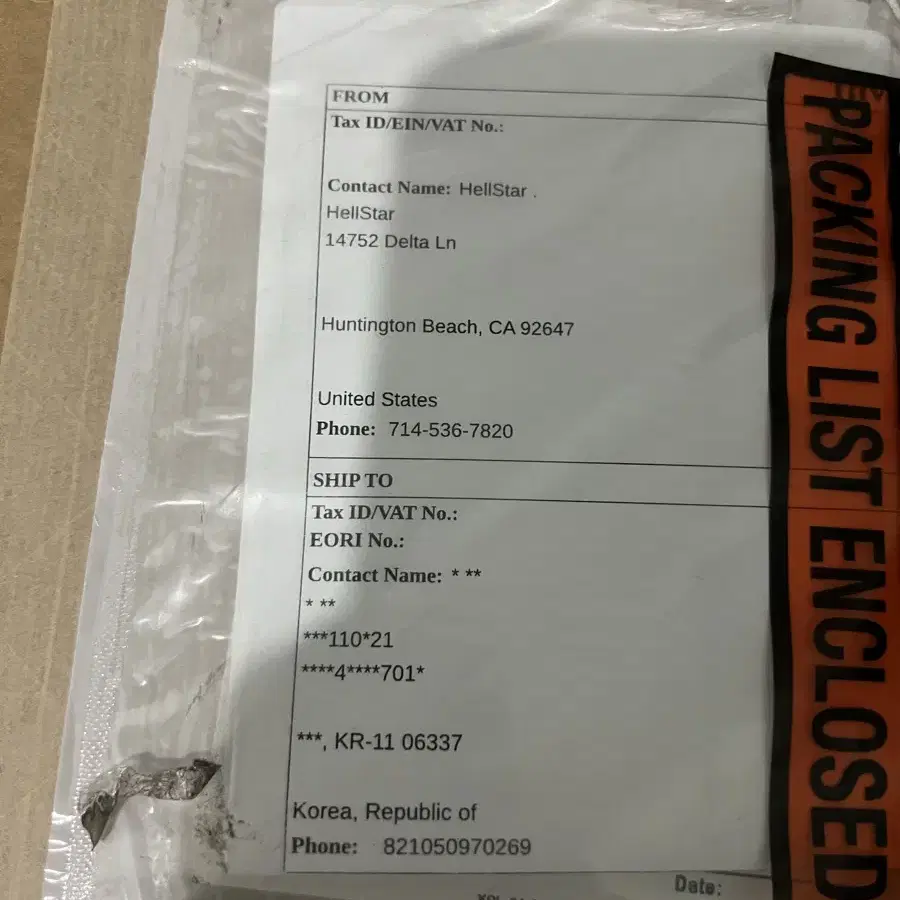 FROM
Tax ID/EIN/VAT No.:
Contact Name: HellStar .
HellStar
14752 Delta Ln
Huntington Beach, CA 92647
United States
Phone: 714-536-7820
SHIP TO
Tax ID/VAT No.:
EORI No.:
Contact Name: * **
* **
***110*21
****4****701*
***, KR-11 06337
Korea, Republic of
Phone: 821050970269
Date:
PACKING LIST ENCLOSED